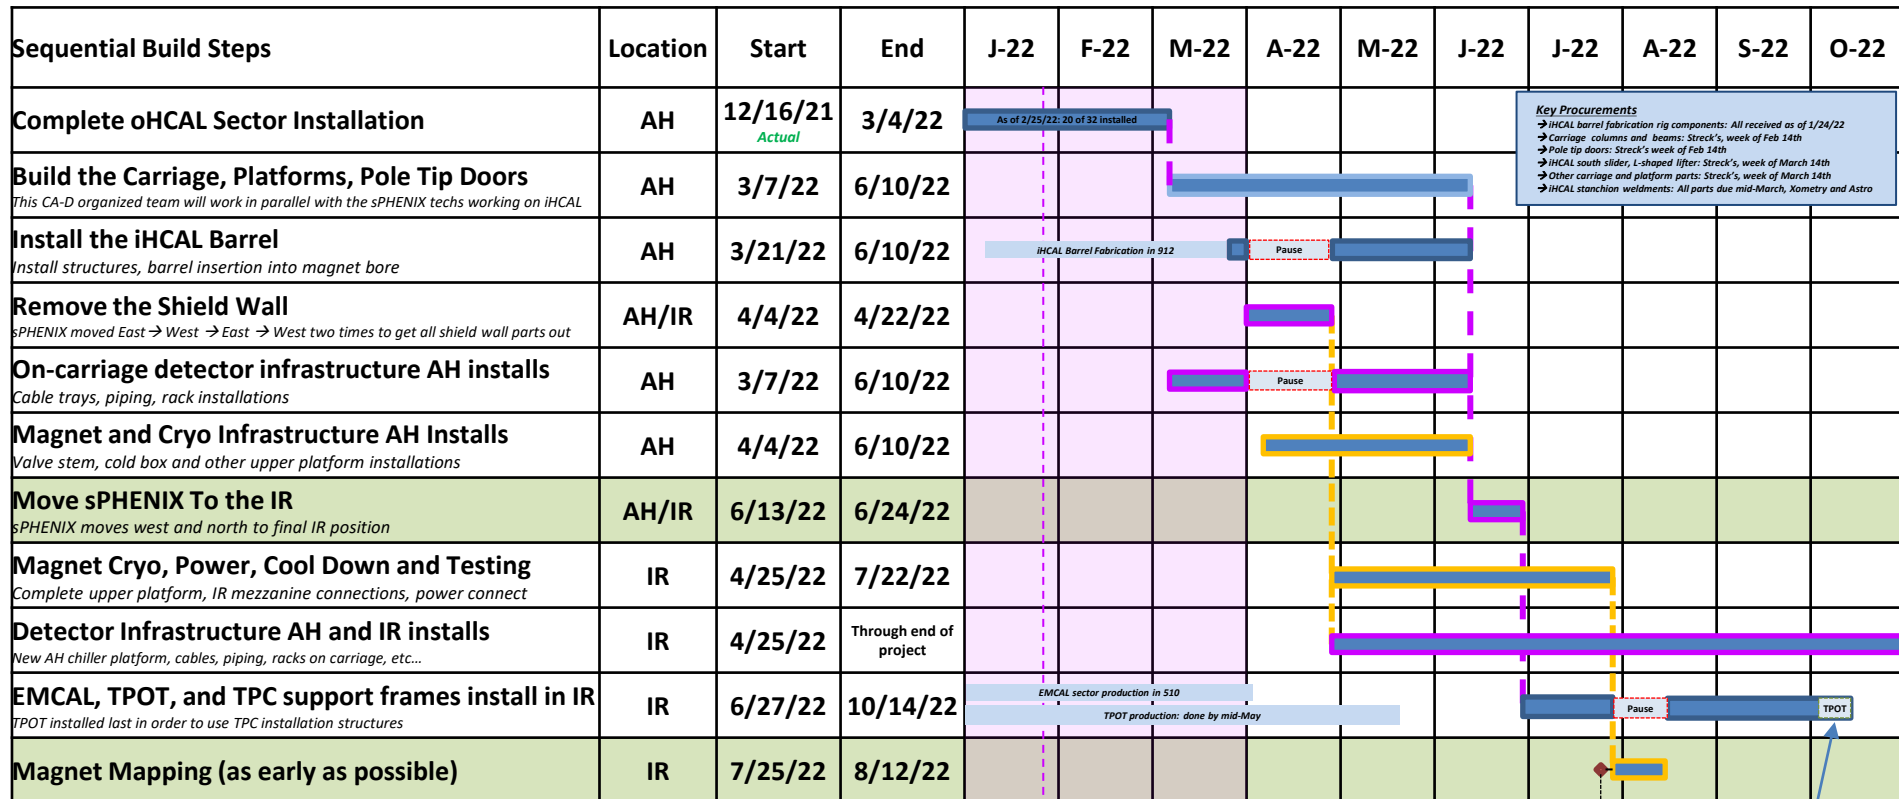 Sequential Build Steps Location Start End J-22 F-22 M-22 A-22 M-22 J-22 J-22 A-22 S-22 O-22
Complete oHCAL Sector Installation AH 12/16/21 3/4/22 As of 2/25/22: 20 of 32 installed
Actual
Key Procurements
→iHCAL barrel fabrication rig components: All received as of 1/24/22
→Carriage columns and beams: Streck's, week of Feb 14th
→Pole tip doors: Streck's week of Feb 14th
→iHCAL south slider, L-shaped lifter: Streck's, week of March 14th
→Other carriage and platform parts: Streck's, week of March 14th
→iHCAL stanchion weldments: All parts due mid-March, Xometry and Astro
Build the Carriage, Platforms, Pole Tip Doors AH 3/7/22 6/10/22
This CA-D organized team will work in parallel with the sPHENIX techs working on iHCAL
Install the iHCAL Barrel AH 3/21/22 6/10/22 iHCAL Barrel Fabrication in 912 Pause
Install structures, barrel insertion into magnet bore
Remove the Shield Wall AH/IR 4/4/22 4/22/22
sPHENIX moved East → West → East → West two times to get all shield wall parts out
On-carriage detector infrastructure AH installs AH 3/7/22 6/10/22 Pause
Cable trays, piping, rack installations
Magnet and Cryo Infrastructure AH Installs AH 4/4/22 6/10/22
Valve stem, cold box and other upper platform installations
Move sPHENIX To the IR AH/IR 6/13/22 6/24/22
sPHENIX moves west and north to final IR position
Magnet Cryo, Power, Cool Down and Testing IR 4/25/22 7/22/22
Complete upper platform, IR mezzanine connections, power connect
Detector Infrastructure AH and IR installs IR 4/25/22 Through end of project
New AH chiller platform, cables, piping, racks on carriage, etc…
EMCAL, TPOT, and TPC support frames install in IR IR 6/27/22 10/14/22 EMCAL sector production in 510 Pause TPOT
TPOT installed last in order to use TPC installation structures TPOT production: done by mid-May
Magnet Mapping (as early as possible) IR 7/25/22 8/12/22